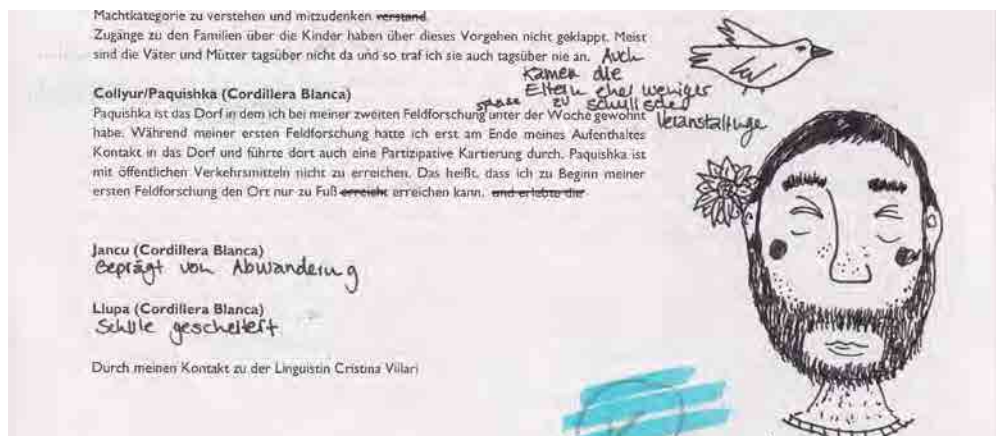 Machtkategorie zu verstehen und mitzudenken verstand
Zugänge zu den Familien über die Kinder haben über dieses Vorgehen nicht geklappt. Meist
sind die Väter und Mütter tagsüber nicht da und so traf ich sie auch tagsüber nie an. Auch
kamen die
Eltern eher weniger
zu schulische
Veranstaltunge
Collyur/Paquishka (Cordillera Blanca)
Paquishka ist das Dorf in dem ich bei meiner zweiten Feldforschung unter der Woche gewohnt
habe. Während meiner ersten Feldforschung hatte ich erst am Ende meines Aufenthaltes
Kontakt in das Dorf und führte dort auch eine Partizipative Kartierung durch. Paquishka ist
mit öffentlichen Verkehrsmitteln nicht zu erreichen. Das heißt, dass ich zu Beginn meiner
ersten Feldforschung den Ort nur zu Fuß erreicht erreichen kann. und erlebte die
Jancu (Cordillera Blanca)
Geprägt von Abwanderung
Llupa (Cordillera Blanca)
Schule gescheitert
Durch meinen Kontakt zu der Linguistin Cristina Villari